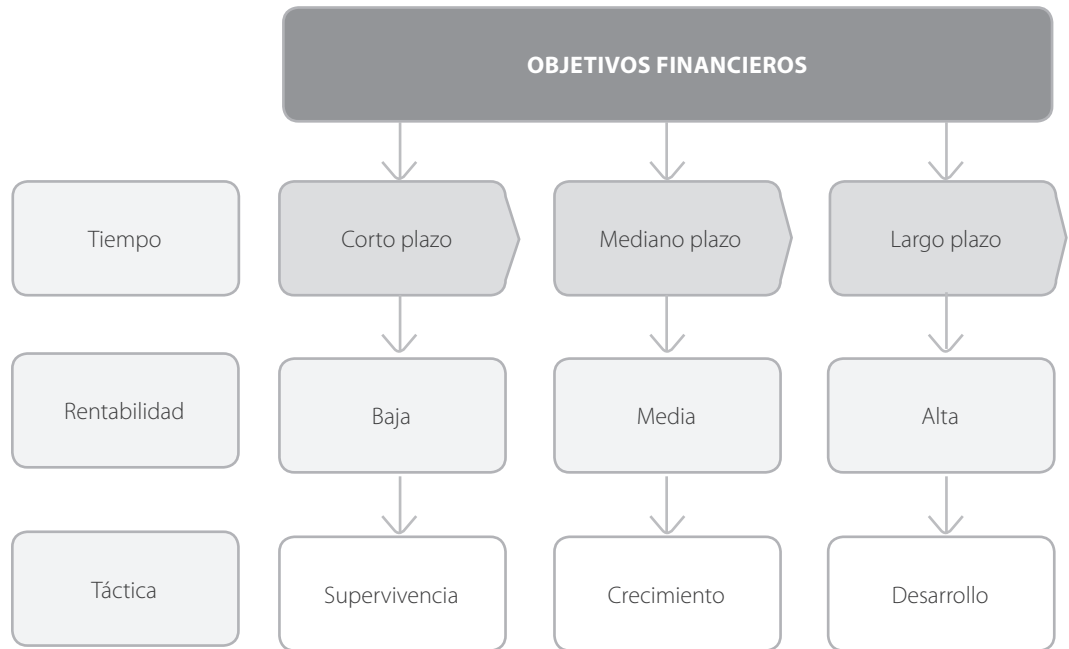 OBJETIVOS FINANCIEROS
Tiempo
Corto plazo
Mediano plazo
Largo plazo
Rentabilidad
Baja
Media
Alta
Táctica
Supervivencia
Crecimiento
Desarrollo